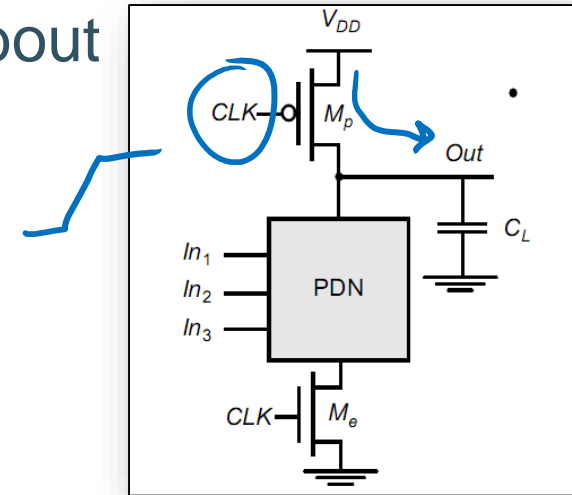 bout
V_DD
CLK
M_p
Out
C_L
In_1
In_2
In_3
PDN
CLK
M_e